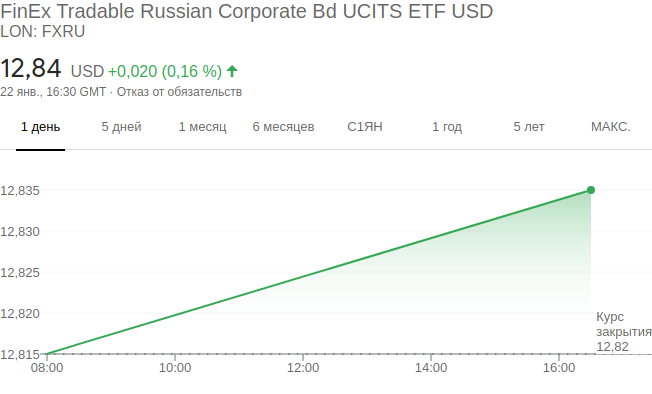 FinEx Tradable Russian Corporate Bd UCITS ETF USD
LON: FXRU
12,84 USD +0,020 (0,16 %)
22 янв., 16:30 GMT · Отказ от обязательств
1 день 5 дней 1 месяц 6 месяцев С1ЯН 1 год 5 лет МАКС.
12,835
12,830
12,825
12,820
Курс
закрытия
12,82
12,815
08:00 10:00 12:00 14:00 16:00